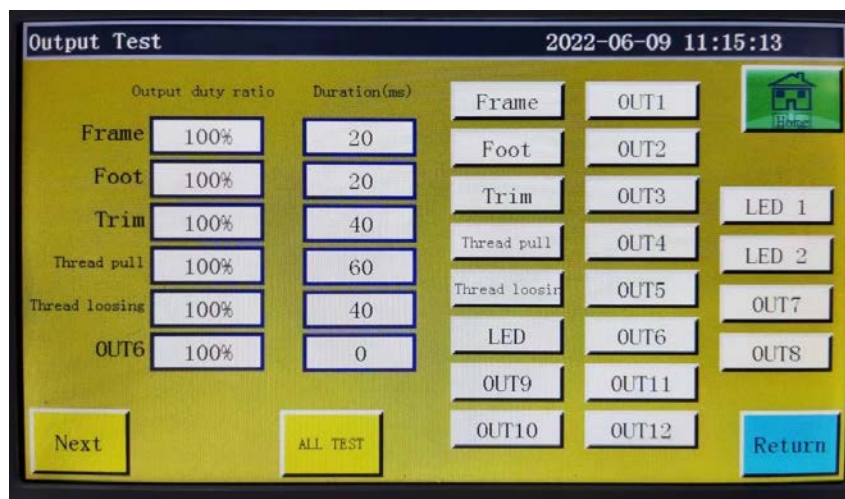 Output Test 2022-06-09 11:15:13
Output duty ratio Duration(ms)
Frame 100% 20
Foot 100% 20
Trim 100% 40
Thread pull 100% 60
Thread loosing 100% 40
OUT6 100% 0
Frame OUT1
Foot OUT2
Trim OUT3
Thread pull OUT4
Thread loosin OUT5
LED OUT6
OUT9 OUT11
OUT10 OUT12
Home
LED 1
LED 2
OUT7
OUT8
Next
ALL TEST
Return